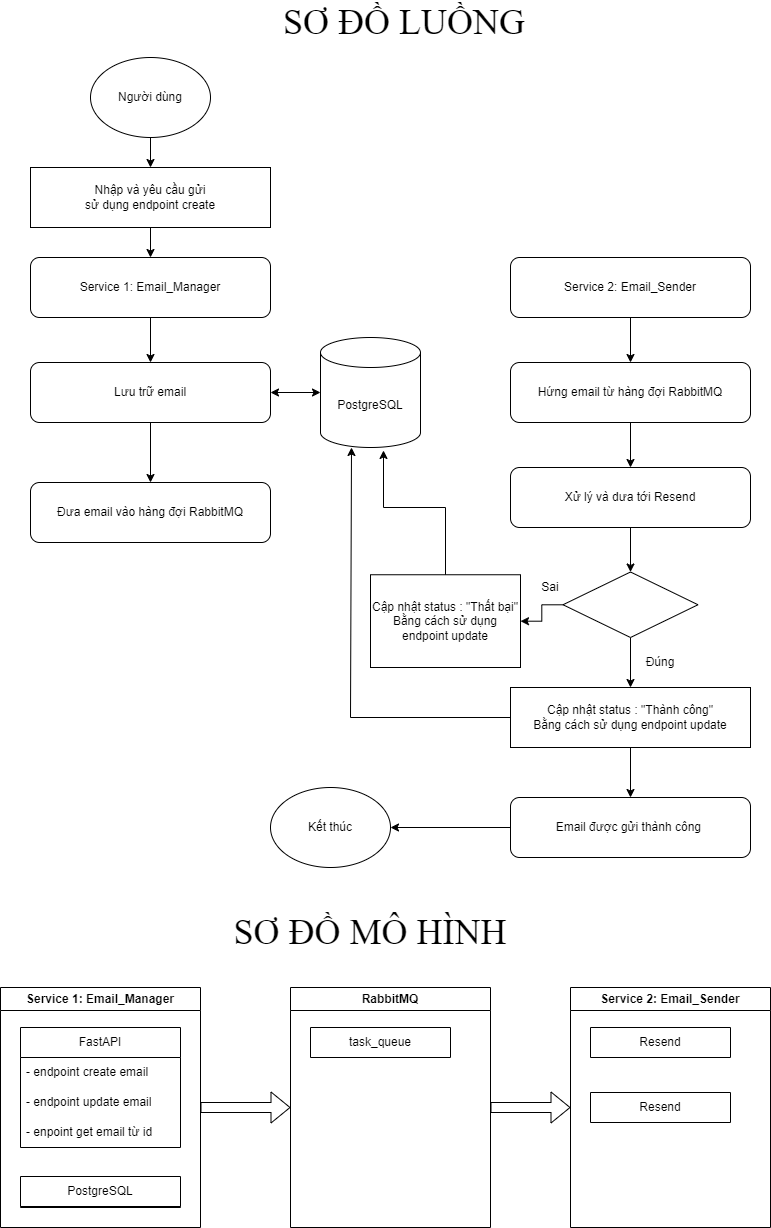 SƠ ĐỒ LUỒNG
Người dùng
Nhập và yêu cầu gửi
sử dụng endpoint create
Service 1: Email_Manager
Service 2: Email_Sender
Lưu trữ email
PostgreSQL
Hứng email từ hàng đợi RabbitMQ
Đưa email vào hàng đợi RabbitMQ
Xử lý và dưa tới Resend
Sai
Cập nhật status : "Thất bại"
Bằng cách sử dụng
endpoint update
Đúng
Cập nhật status : "Thành công"
Bằng cách sử dụng endpoint update
Kết thúc
Email được gửi thành công
SƠ ĐỒ MÔ HÌNH
Service 1: Email_Manager
FastAPI
- endpoint create email
- endpoint update email
- enpoint get email từ id
PostgreSQL
RabbitMQ
task_queue
Service 2: Email_Sender
Resend
Resend